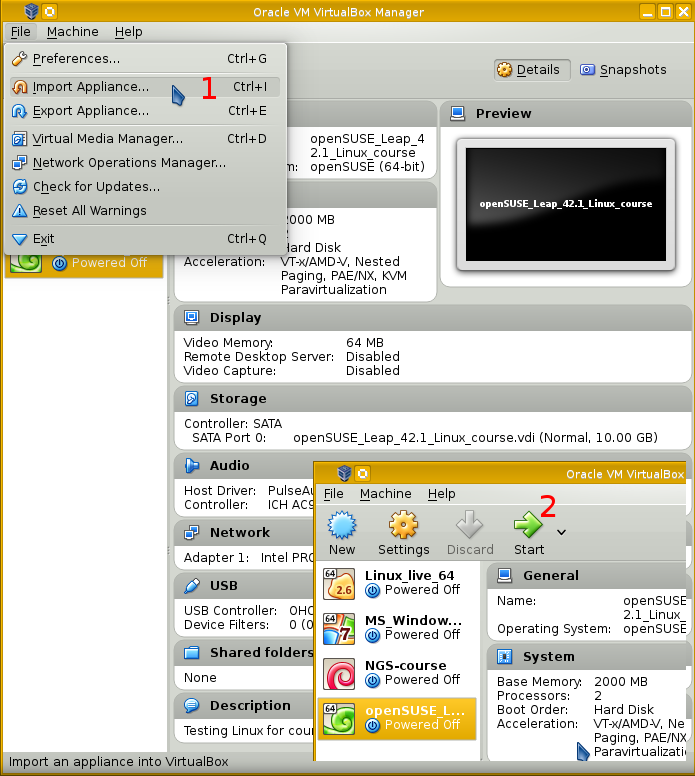 Oracle VM VirtualBox Manager
File Machine Help
Preferences... Ctrl+G
Import Appliance... Ctrl+I
1
Export Appliance... Ctrl+E
Virtual Media Manager... Ctrl+D
Network Operations Manager...
Check for Updates...
Reset All Warnings
Exit Ctrl+Q
Details Snapshots
Powered Off
openSUSE_Leap_4
2.1_Linux_course
m: openSUSE (64-bit)
2000 MB
Hard Disk
Acceleration: VT-x/AMD-V, Nested
Paging, PAE/NX, KVM
Paravirtualization
Preview
openSUSE_Leap_42.1_Linux_course
Display
Video Memory: 64 MB
Remote Desktop Server: Disabled
Video Capture: Disabled
Storage
Controller: SATA
SATA Port 0: openSUSE_Leap_42.1_Linux_course.vdi (Normal, 10.00 GB)
Audio
Host Driver: PulseAu
Controller: ICH AC9
Network
Adapter 1: Intel PRO
USB
USB Controller: OHC
Device Filters: 0 (0
Shared folders
None
Description
Testing Linux for cour
Import an appliance into VirtualBox
Oracle VM VirtualBox
File Machine Help
2
New Settings Discard Start
64 Linux_live_64
2.6 Powered Off
64 MS_Window...
7 Powered Off
NGS-course
Powered Off
64 openSUSE_L...
Powered Off
General
Name: openSUSE
2.1_Linux_
Operating System: openSUSE
System
Base Memory: 2000 MB
Processors: 2
Boot Order: Hard Disk
Acceleration: VT-x/AMD-V, Ne
Paging, PAE/NX
Paravirtualizati